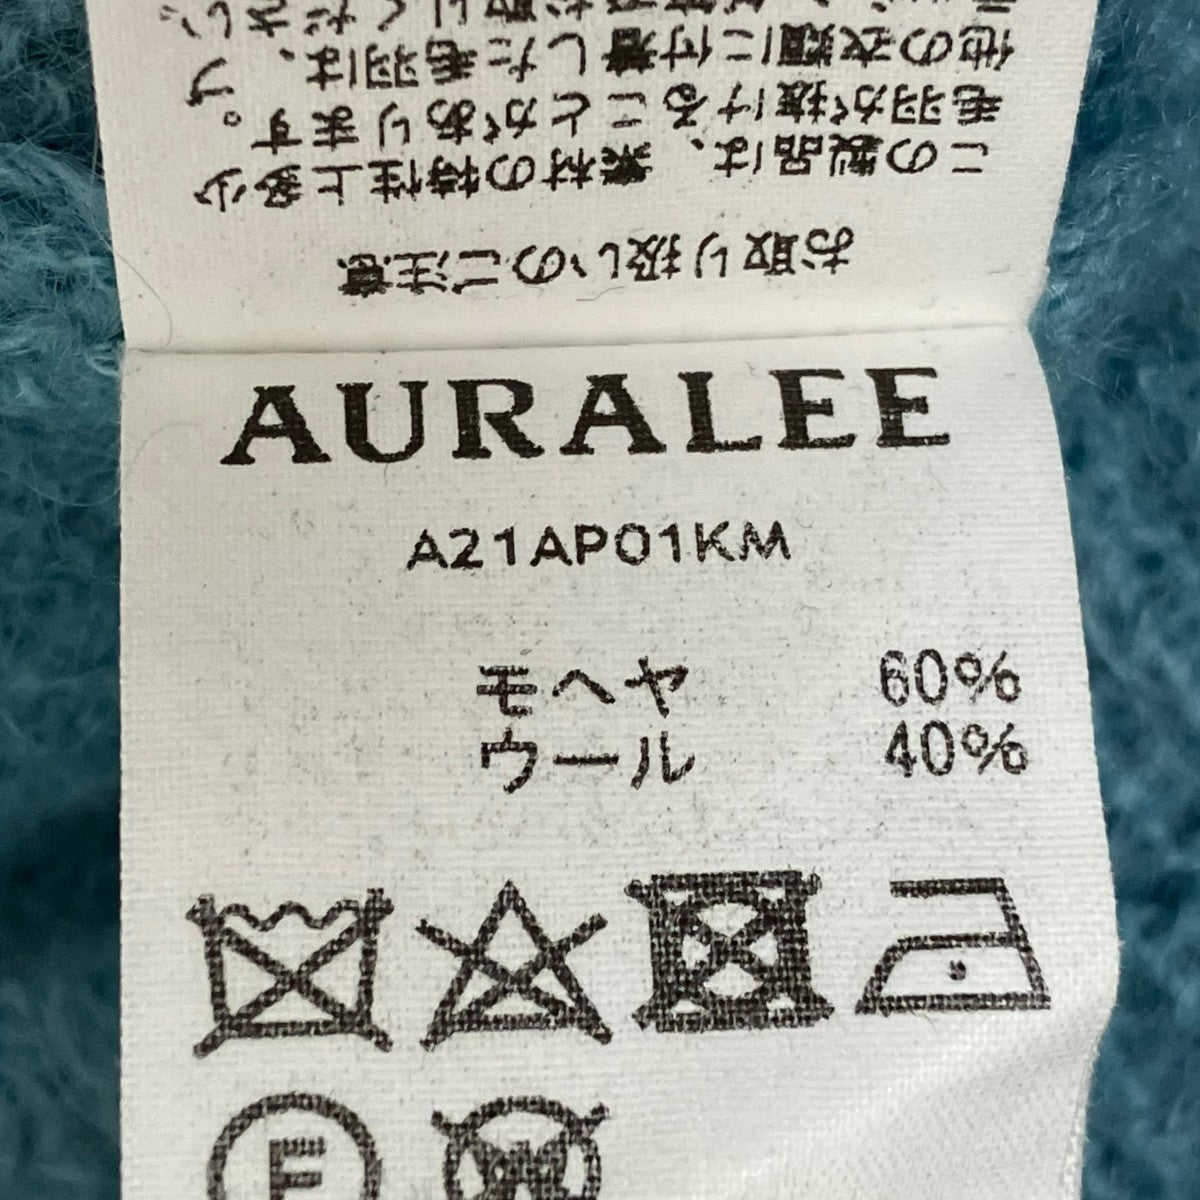 お取り扱いのご注意
この製品は、素材の特性上多少
毛羽が抜けることがあります。
他の衣類に付着した毛羽は、ブ
AURALEE
A21AP01KM
モヘヤ 60%
ウール 40%